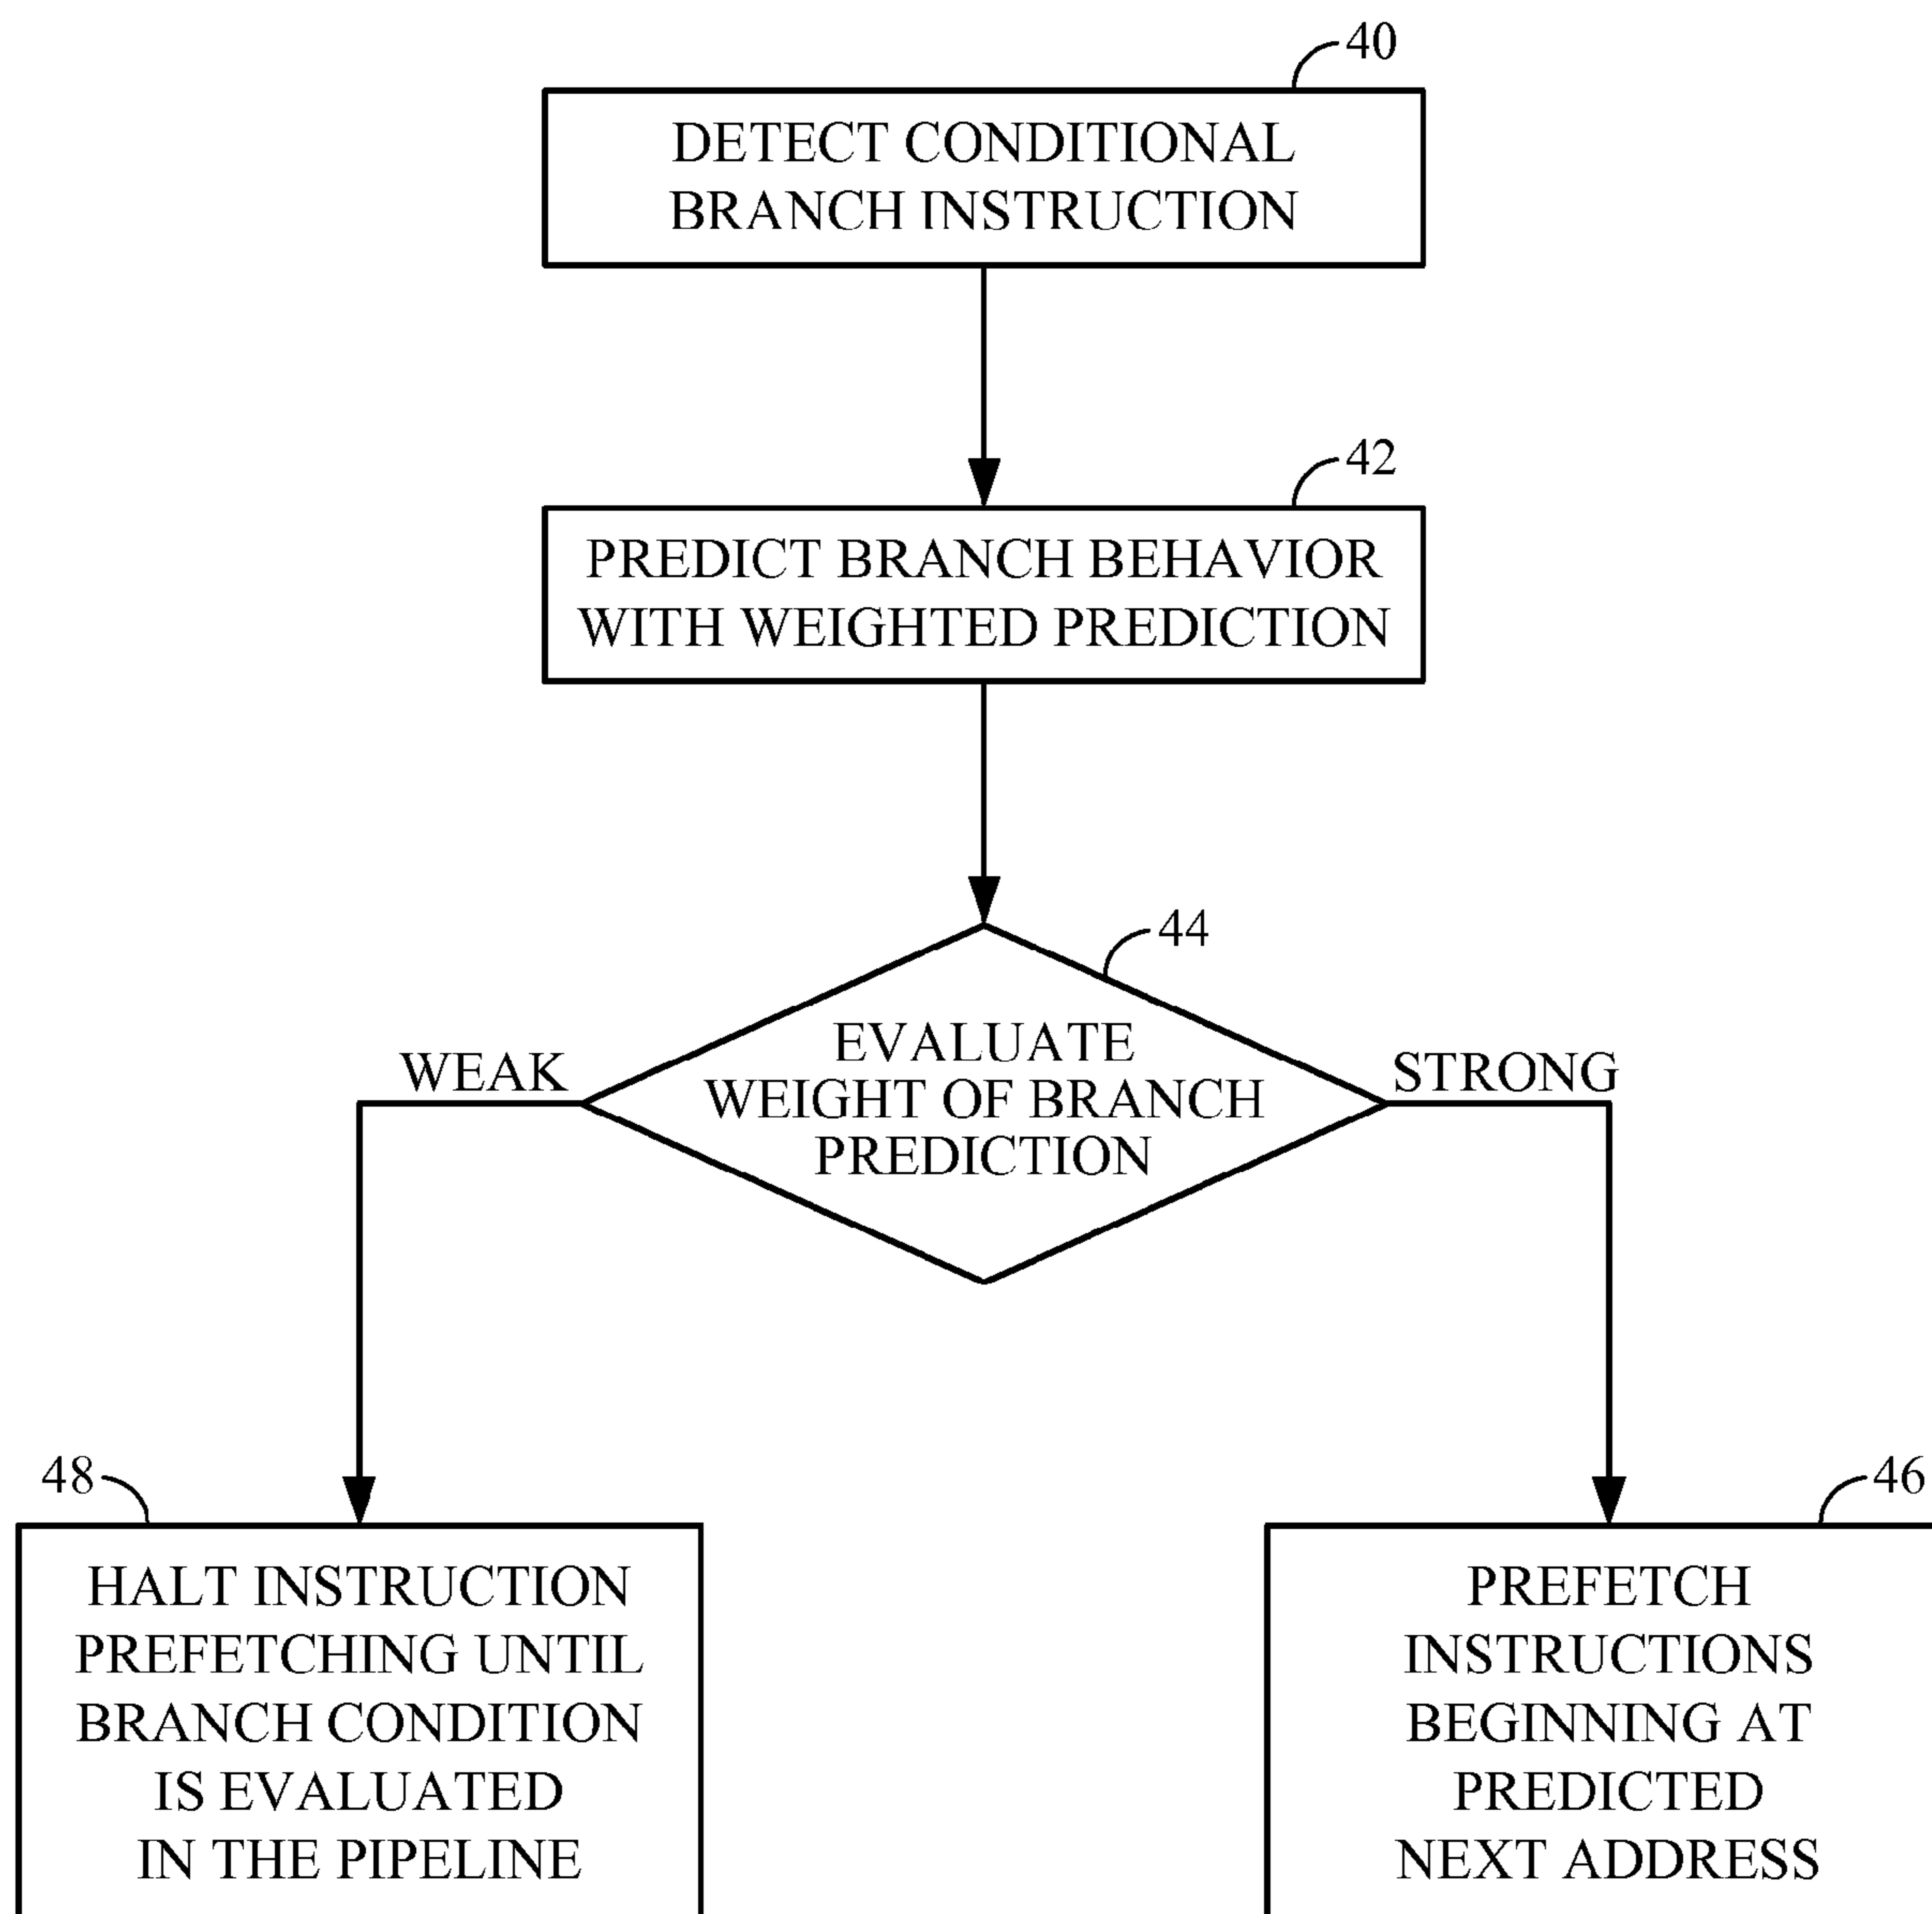 40
DETECT CONDITIONAL
BRANCH INSTRUCTION
42
PREDICT BRANCH BEHAVIOR
WITH WEIGHTED PREDICTION
44
EVALUATE
WEIGHT OF BRANCH
PREDICTION
WEAK
STRONG
48
HALT INSTRUCTION
PREFETCHING UNTIL
BRANCH CONDITION
IS EVALUATED
IN THE PIPELINE
46
PREFETCH
INSTRUCTIONS
BEGINNING AT
PREDICTED
NEXT ADDRESS